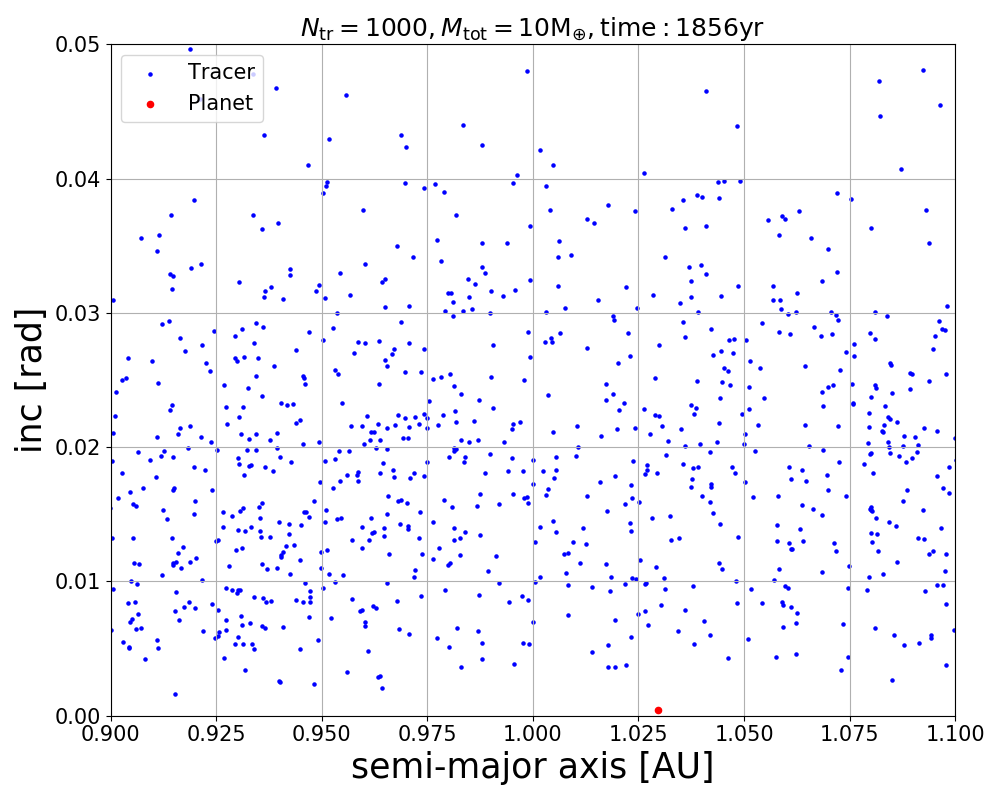 N_tr = 1000, M_tot = 10M_⊕, time : 1856yr
Tracer
Planet
inc [rad]
0.05
0.04
0.03
0.02
0.01
0.00
0.900 0.925 0.950 0.975 1.000 1.025 1.050 1.075 1.100
semi-major axis [AU]